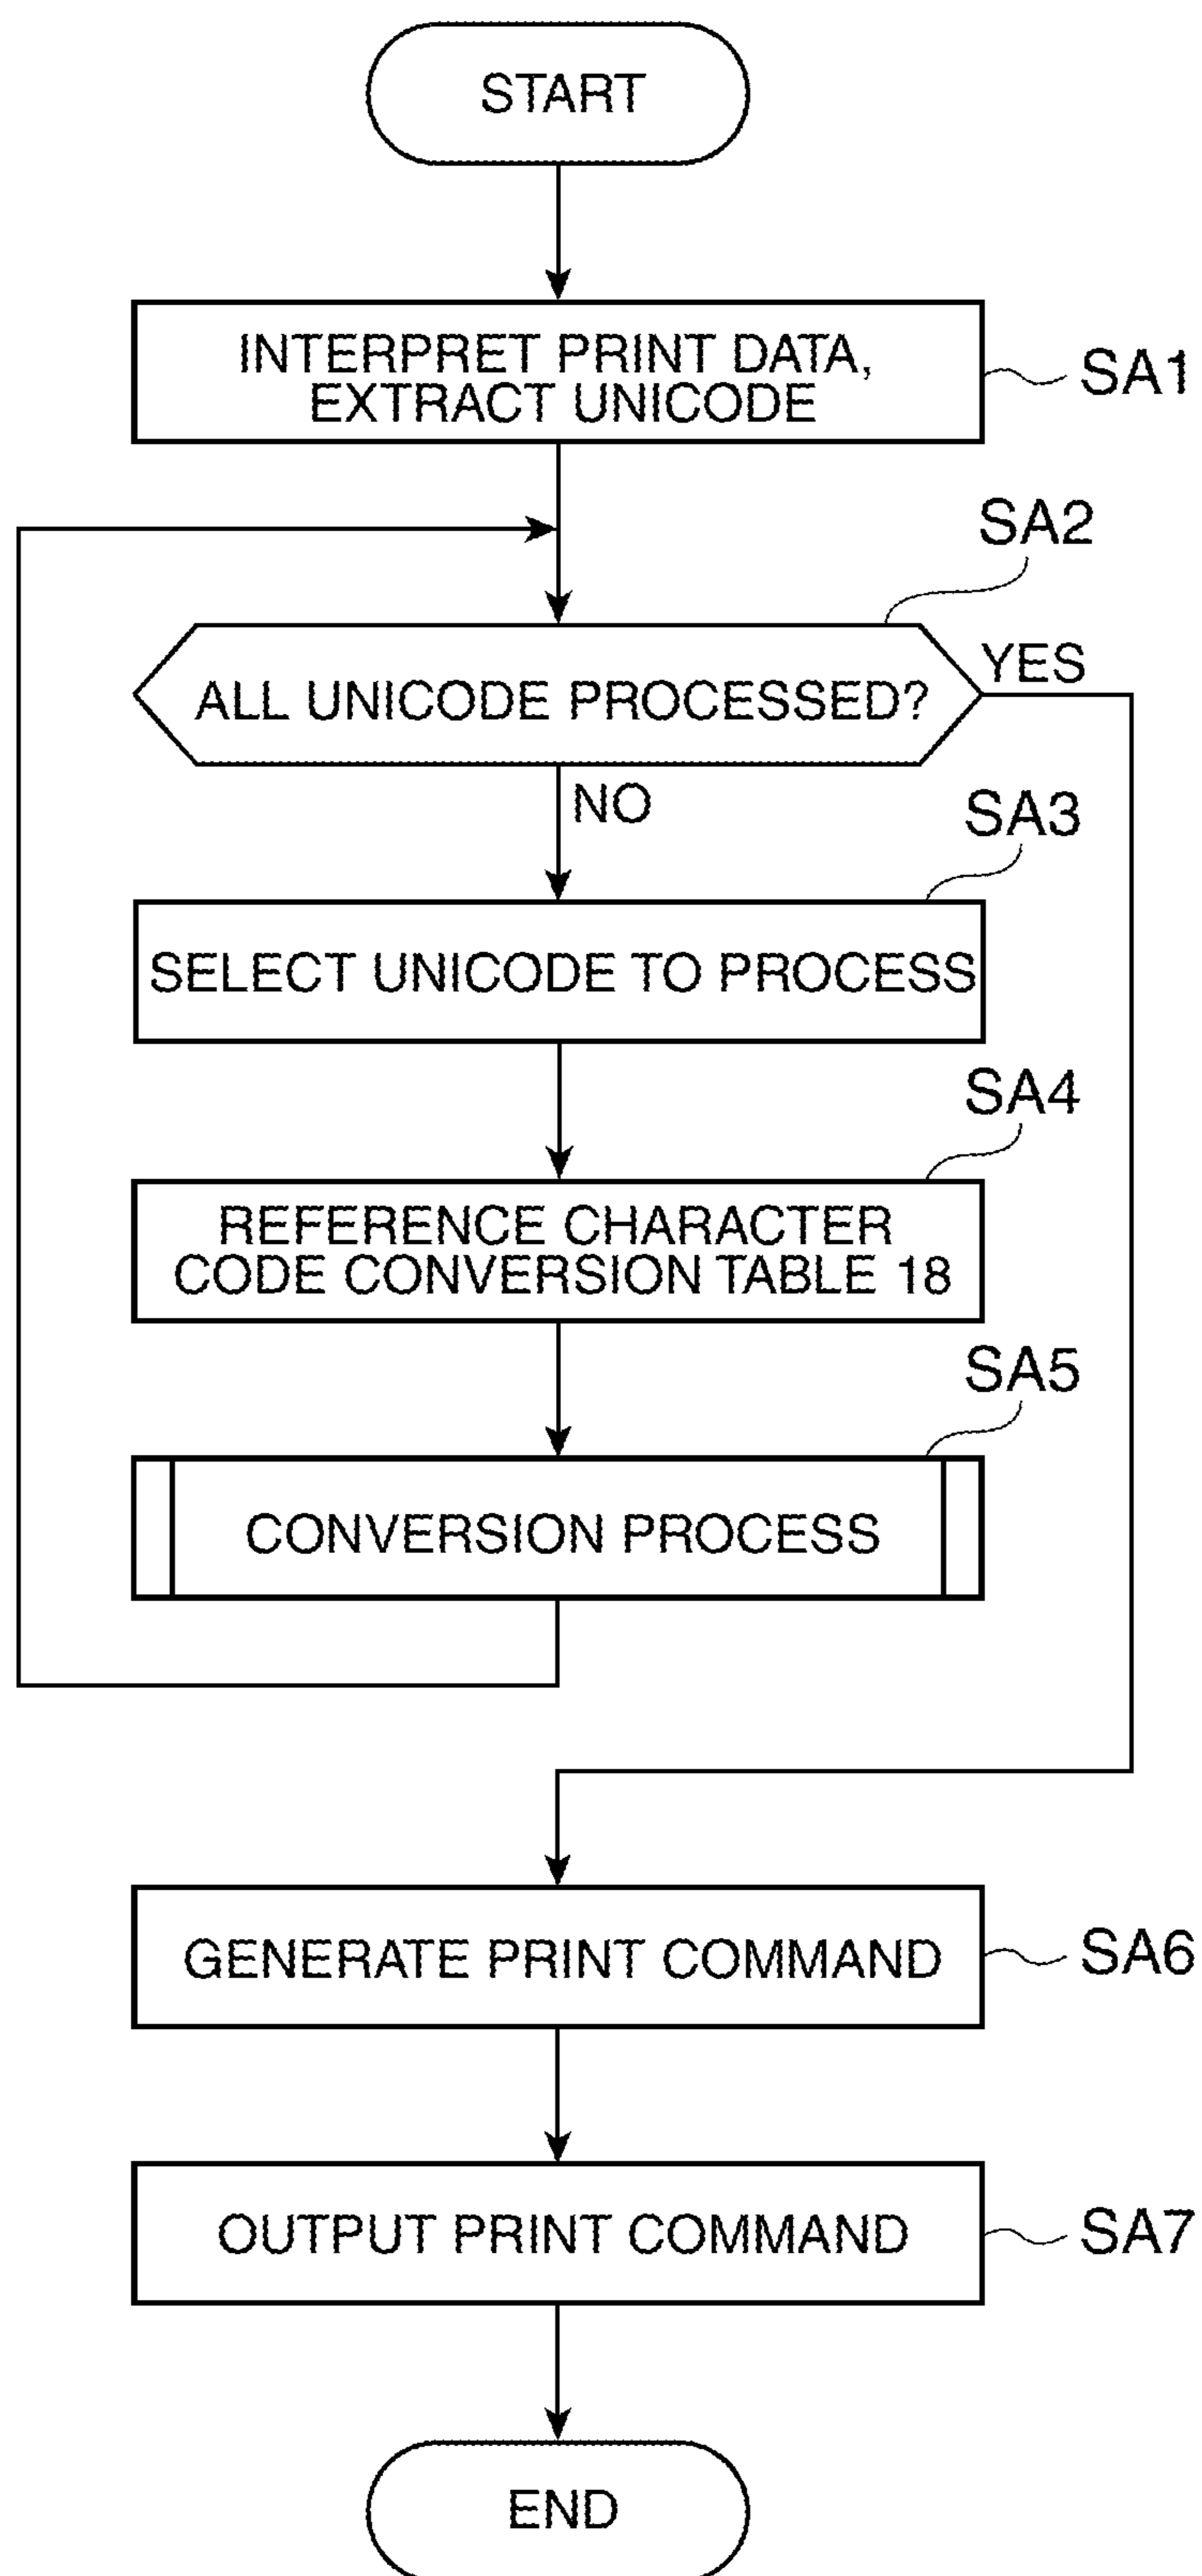 START
INTERPRET PRINT DATA,
EXTRACT UNICODE
SA1
SA2
ALL UNICODE PROCESSED?
YES
NO
SA3
SELECT UNICODE TO PROCESS
SA4
REFERENCE CHARACTER
CODE CONVERSION TABLE 18
SA5
CONVERSION PROCESS
GENERATE PRINT COMMAND
SA6
OUTPUT PRINT COMMAND
SA7
END